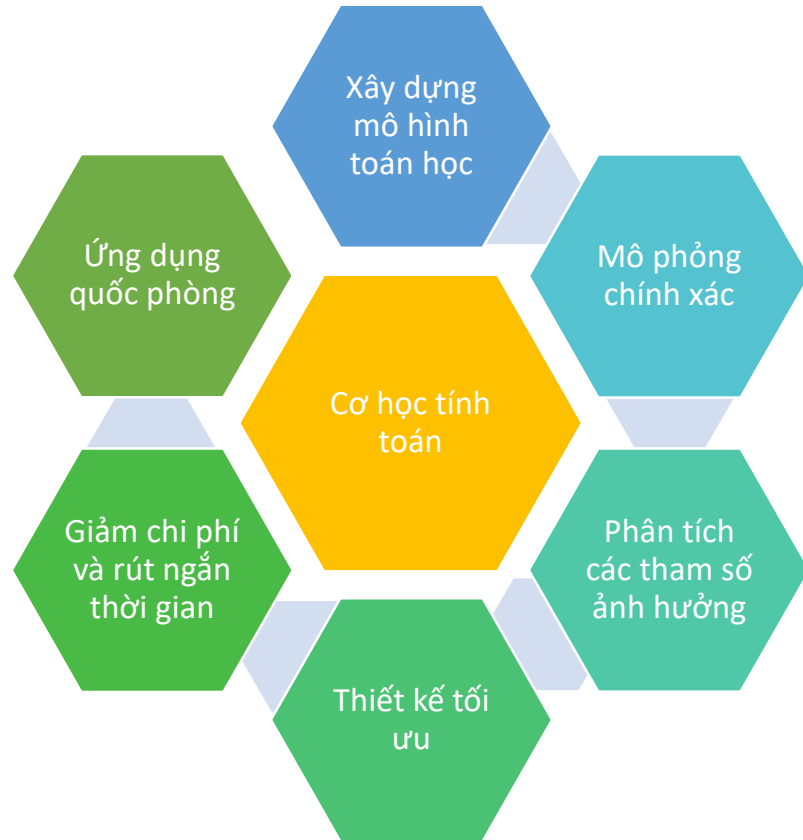 Xây dựng
mô hình
toán học
Mô phỏng
chính xác
Phân tích
các tham số
ảnh hưởng
Thiết kế tối
ưu
Giảm chi phí
và rút ngắn
thời gian
Ứng dụng
quốc phòng
Cơ học tính
toán